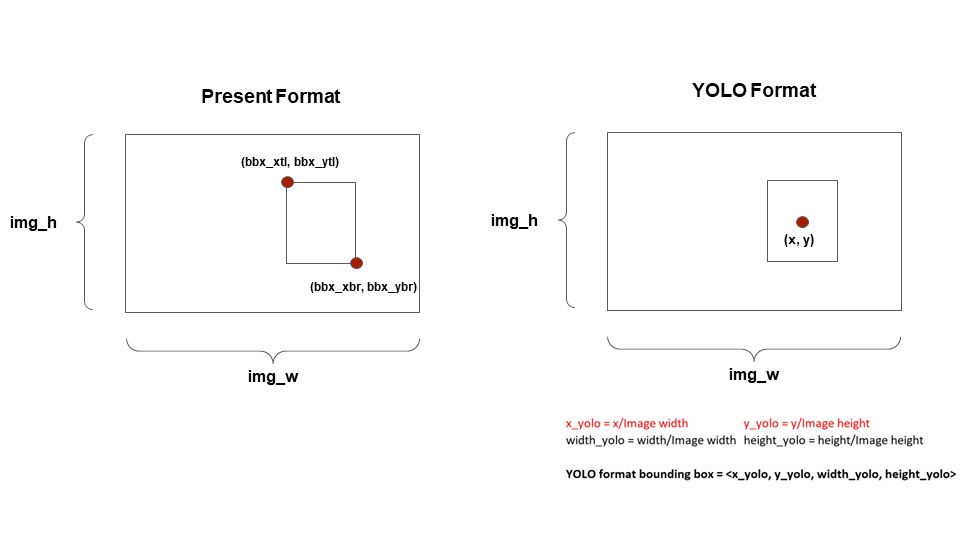 Present Format
(bbx_xtl, bbx_ytl)
img_h
(bbx_xbr, bbx_ybr)
img_w
YOLO Format
img_h
(x, y)
img_w
x_yolo = x/Image width y_yolo = y/Image height
width_yolo = width/Image width height_yolo = height/Image height
YOLO format bounding box = <x_yolo, y_yolo, width_yolo, height_yolo>